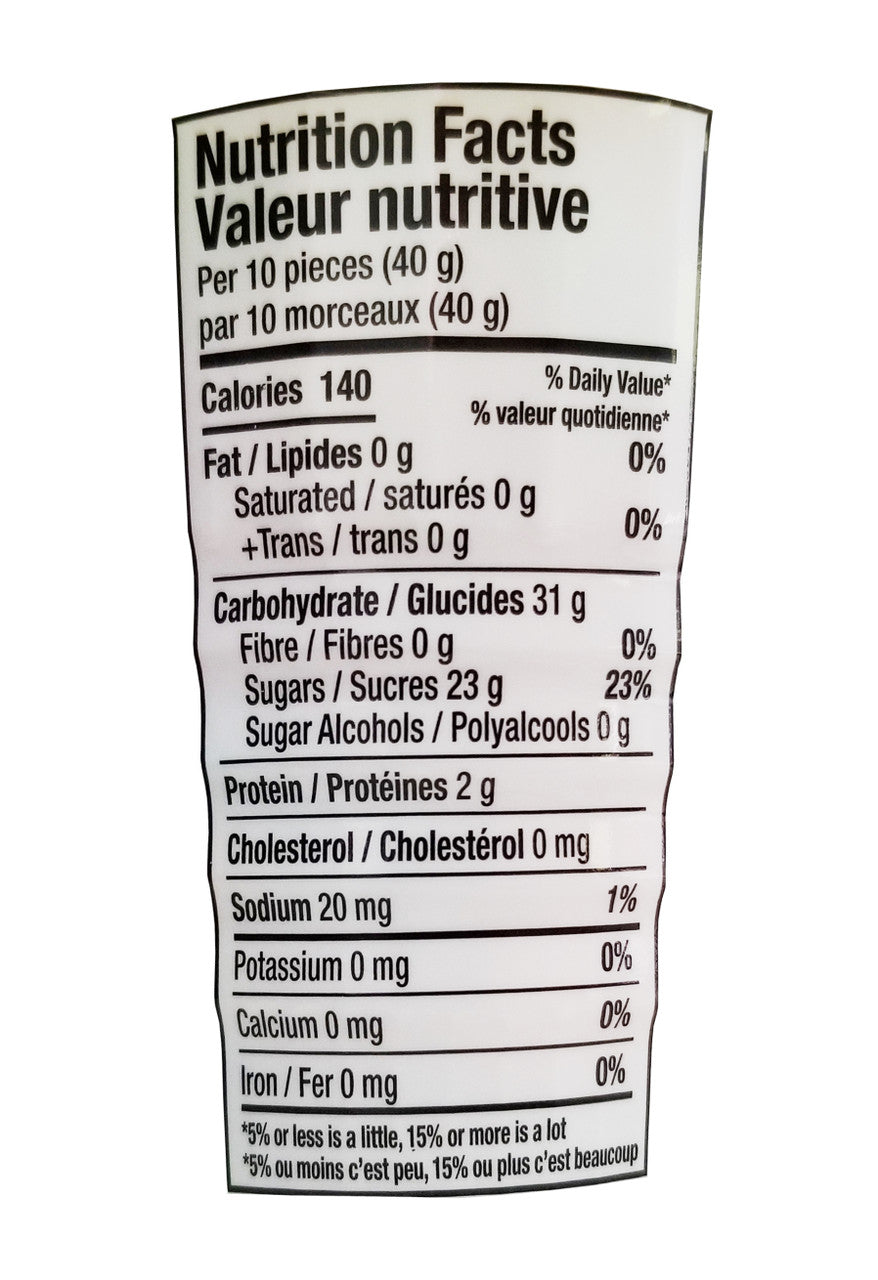 Nutrition Facts
Valeur nutritive
Per 10 pieces (40 g)
par 10 morceaux (40 g)
Calories 140
% Daily Value*
% valeur quotidienne*
Fat / Lipides 0 g 0%
Saturated / saturés 0 g
+Trans / trans 0 g 0%
Carbohydrate / Glucides 31 g
Fibre / Fibres 0 g 0%
Sugars / Sucres 23 g 23%
Sugar Alcohols / Polyalcools 0 g
Protein / Protéines 2 g
Cholesterol / Cholestérol 0 mg
Sodium 20 mg 1%
Potassium 0 mg 0%
Calcium 0 mg 0%
Iron / Fer 0 mg 0%
*5% or less is a little, 15% or more is a lot
*5% ou moins c'est peu, 15% ou plus c'est beaucoup